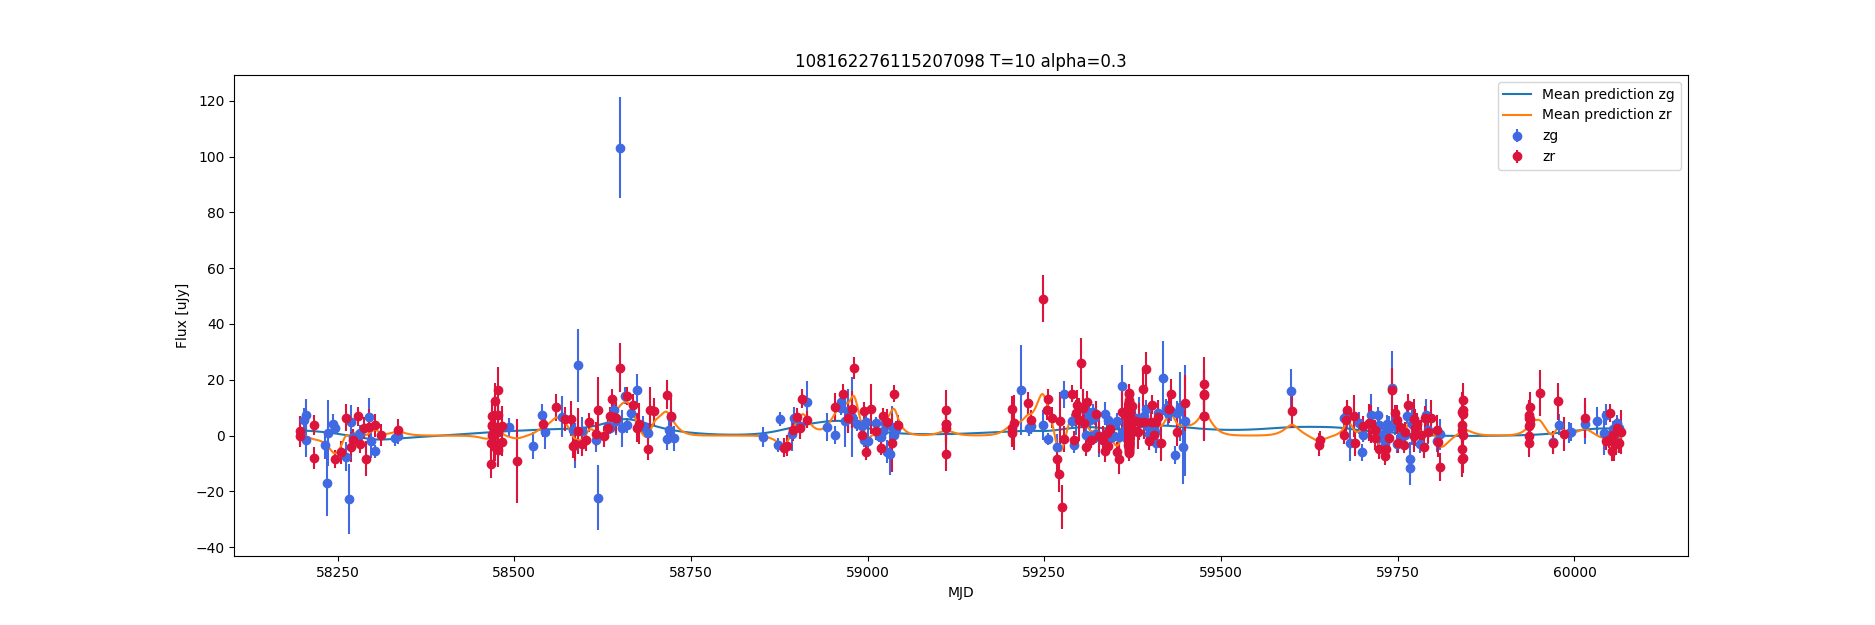 108162276115207098 T=10 alpha=0.3
Mean prediction zg
Mean prediction zr
zg
zr
Flux [uJy]
120
100
80
60
40
20
0
−20
−40
58250 58500 58750 59000 59250 59500 59750 60000
MJD